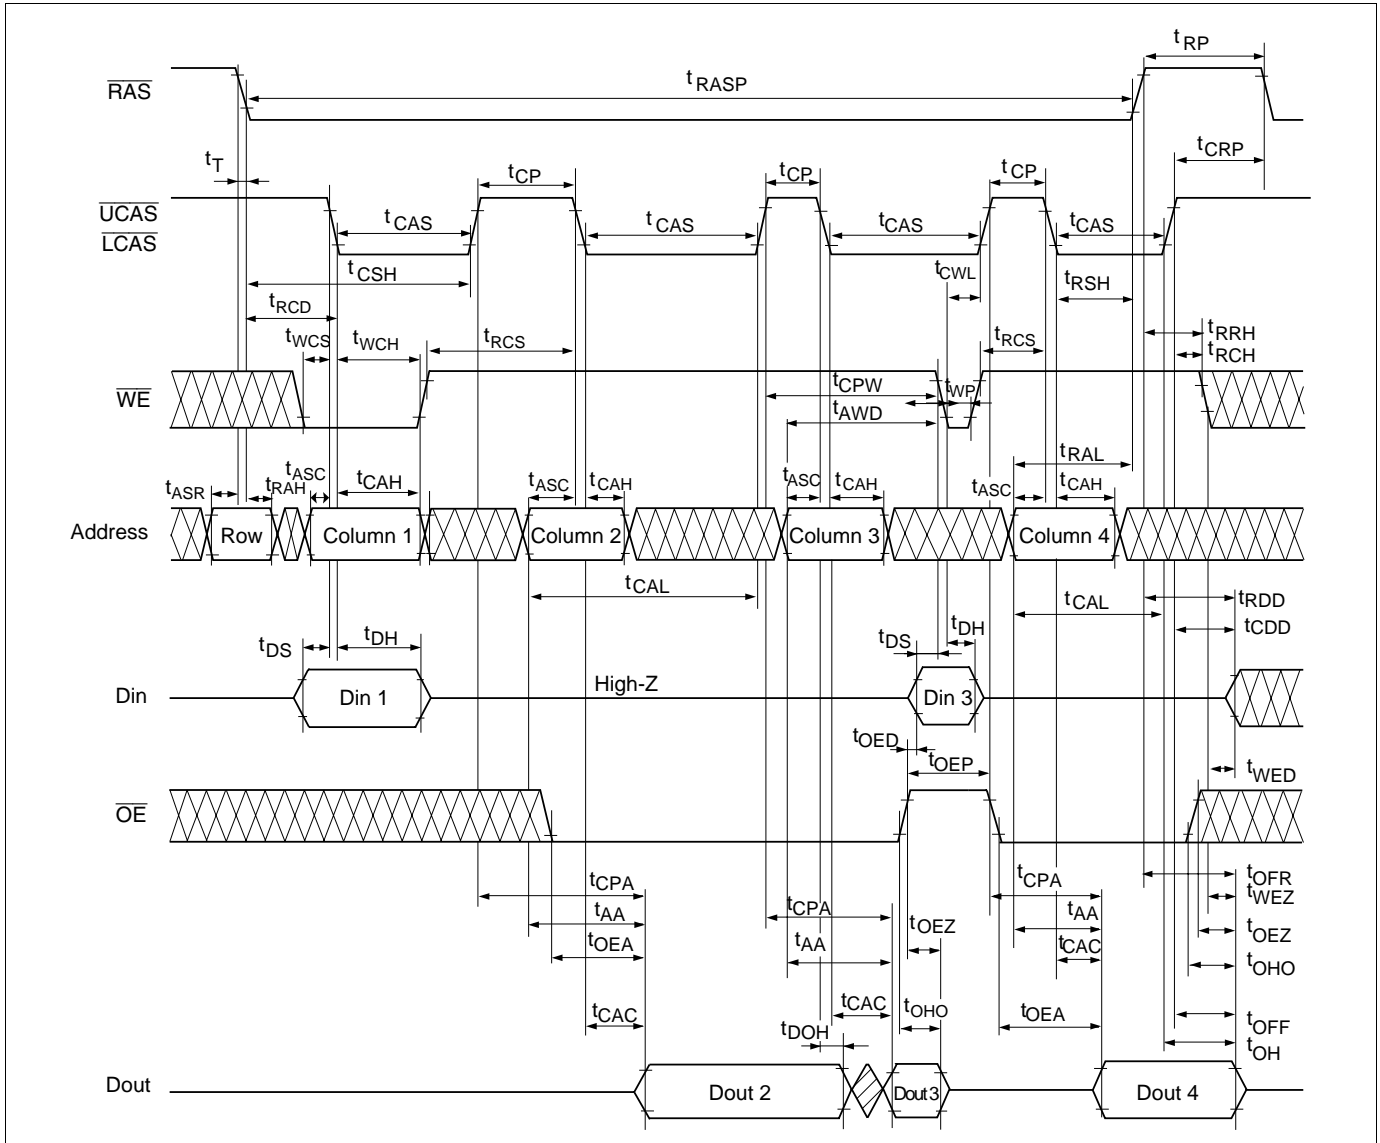 tRP
RAS
tRASP
tT
tCP
tCP
tCP
tCRP
UCAS
LCAS
tCAS
tCAS
tCAS
tCAS
tCSH
tCWL
tRSH
tRCD
tWCS
tWCH
tRCS
tRCS
tRRH
tRCH
WE
tCPW
tWP
tAWD
tASR
tRAH
tASC
tCAH
tASC
tCAH
tASC
tCAH
tASC
tRAL
tCAH
Address
Row
Column 1
Column 2
Column 3
Column 4
tCAL
tCAL
tRDD
tCDD
tDS
tDH
tDS
tDH
Din
Din 1
High-Z
Din 3
tOED
tOEP
tWED
OE
tCPA
tAA
tOEA
tCAC
tCPA
tAA
tCAC
tDOH
tOEZ
tOHO
tCPA
tAA
tCAC
tOEA
tOFR
tWEZ
tOEZ
tOHO
tOFF
tOH
Dout
Dout 2
Dout 3
Dout 4